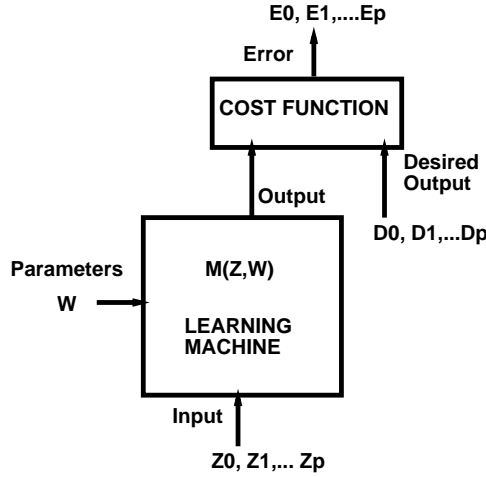 E0, E1,....Ep
Error
COST FUNCTION
Desired
Output
Output
D0, D1,...Dp
Parameters
W
M(Z,W)
LEARNING
MACHINE
Input
Z0, Z1,... Zp